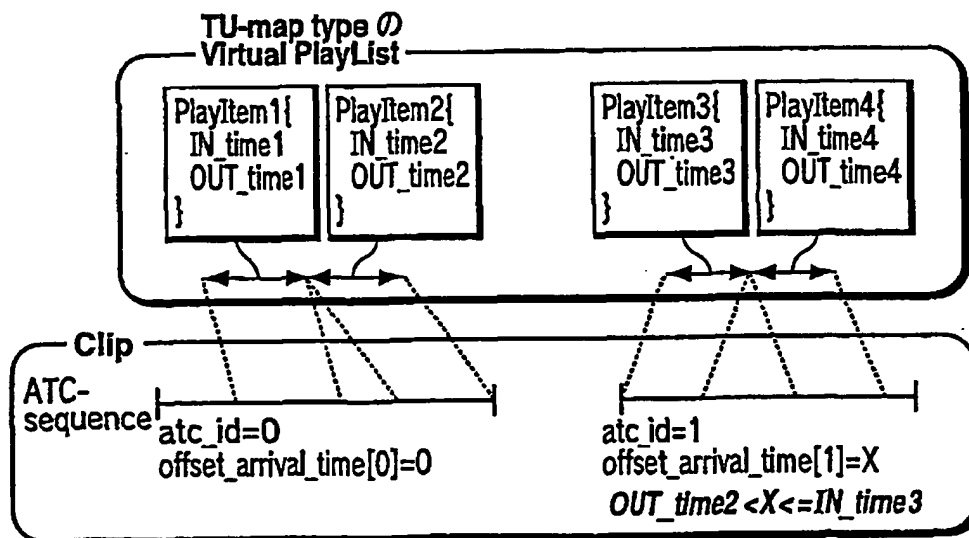 TU-map type の
Virtual PlayList
PlayItem1{
IN_time1
OUT_time1
}
PlayItem2{
IN_time2
OUT_time2
}
PlayItem3{
IN_time3
OUT_time3
}
PlayItem4{
IN_time4
OUT_time4
}
Clip
ATC-
sequence
atc_id=0
offset_arrival_time[0]=0
atc_id=1
offset_arrival_time[1]=X
OUT_time2<X<=IN_time3